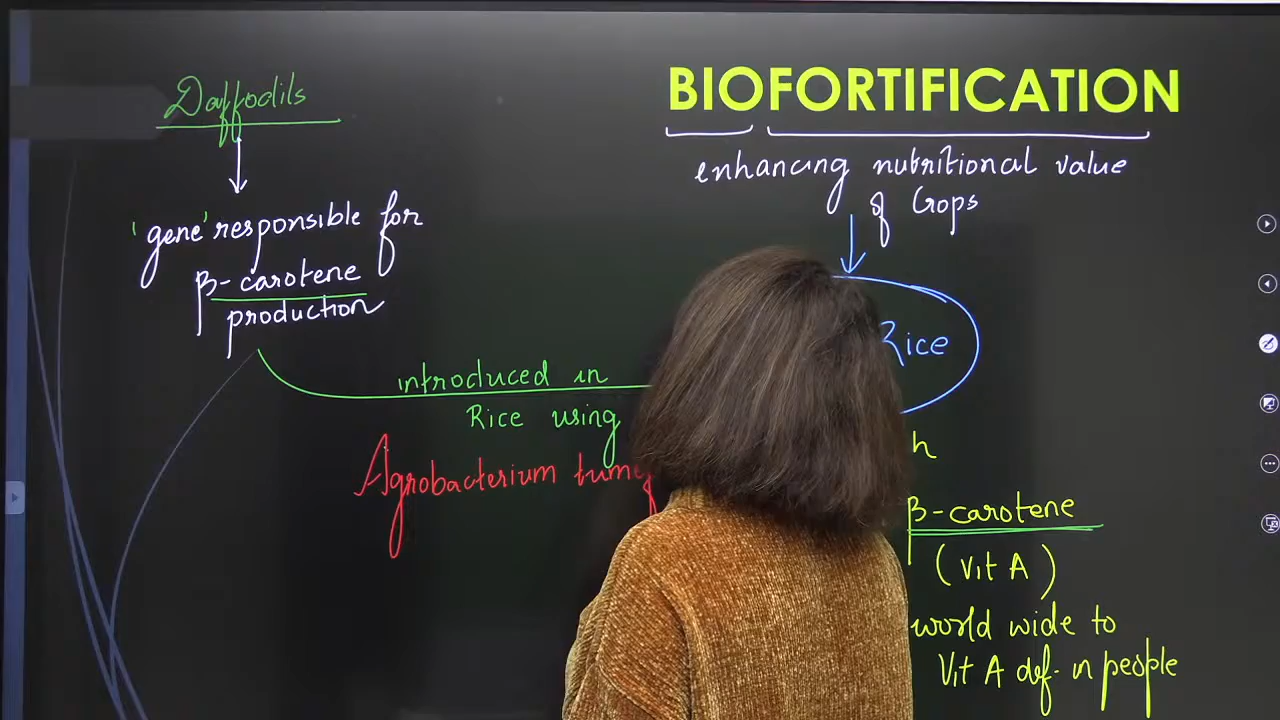 Daffodils
'gene' responsible for
β-carotene
production
introduced in
Rice using
Agrobacterium
BIOFORTIFICATION
enhancing nutritional value
of Crops
Rice
β-carotene
(Vit A)
world wide to
Vit A def. in people